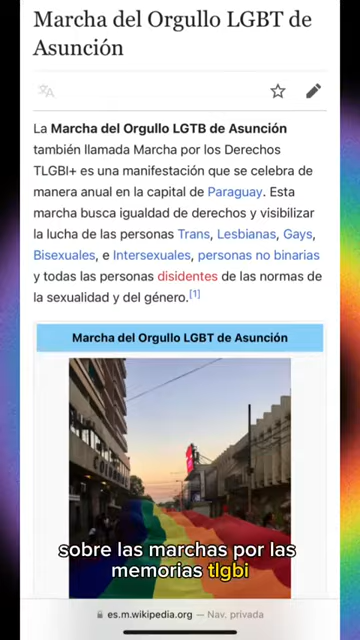 Marcha del Orgullo LGBT de
Asunción
La Marcha del Orgullo LGTB de Asunción
también llamada Marcha por los Derechos
TLGBI+ es una manifestación que se celebra de
manera anual en la capital de Paraguay. Esta
marcha busca igualdad de derechos y visibilizar
la lucha de las personas Trans, Lesbianas, Gays,
Bisexuales, e Intersexuales, personas no binarias
y todas las personas disidentes de las normas de
la sexualidad y del género.[1]
Marcha del Orgullo LGBT de Asunción
sobre las marchas por las
memorias tlgbi
es.m.wikipedia.org — Nav. privada